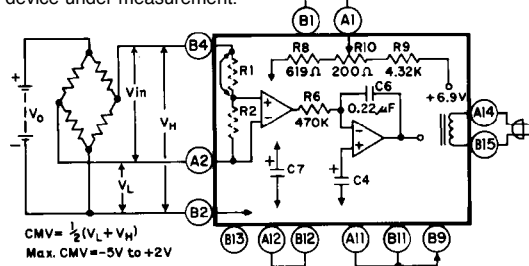 device under measurement.
B1
A1
B4
R8
R10
R9
619Ω
200Ω
4.32K
R1
Vin
C6
+6.9V
+
Vo
-
VH
R2
+
-
R6
470K
0.22μF
-
+
A14
B15
A2
VL
+
C7
+
C4
B2
CMV= ½(VL+VH)
Max. CMV=-5V to +2V
B13
A12
B12
A11
B11
B9